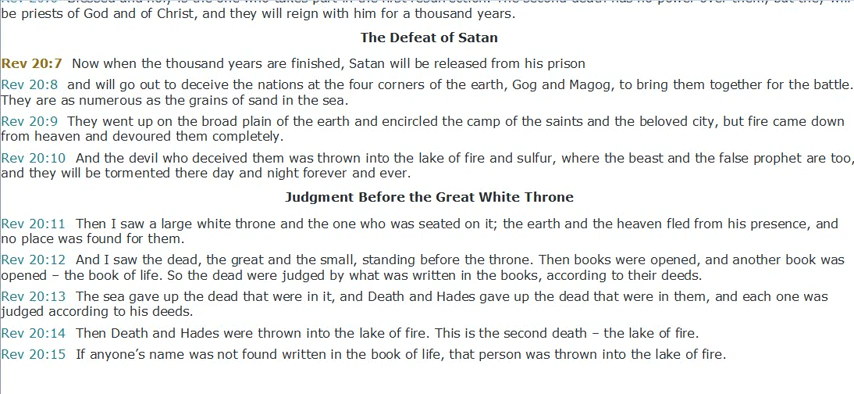 be priests of God and of Christ, and they will reign with him for a thousand years.
The Defeat of Satan
Rev 20:7 Now when the thousand years are finished, Satan will be released from his prison
Rev 20:8 and will go out to deceive the nations at the four corners of the earth, Gog and Magog, to bring them together for the battle.
They are as numerous as the grains of sand in the sea.
Rev 20:9 They went up on the broad plain of the earth and encircled the camp of the saints and the beloved city, but fire came down
from heaven and devoured them completely.
Rev 20:10 And the devil who deceived them was thrown into the lake of fire and sulfur, where the beast and the false prophet are too,
and they will be tormented there day and night forever and ever.
Judgment Before the Great White Throne
Rev 20:11 Then I saw a large white throne and the one who was seated on it; the earth and the heaven fled from his presence, and
no place was found for them.
Rev 20:12 And I saw the dead, the great and the small, standing before the throne. Then books were opened, and another book was
opened – the book of life. So the dead were judged by what was written in the books, according to their deeds.
Rev 20:13 The sea gave up the dead that were in it, and Death and Hades gave up the dead that were in them, and each one was
judged according to his deeds.
Rev 20:14 Then Death and Hades were thrown into the lake of fire. This is the second death – the lake of fire.
Rev 20:15 If anyone’s name was not found written in the book of life, that person was thrown into the lake of fire.